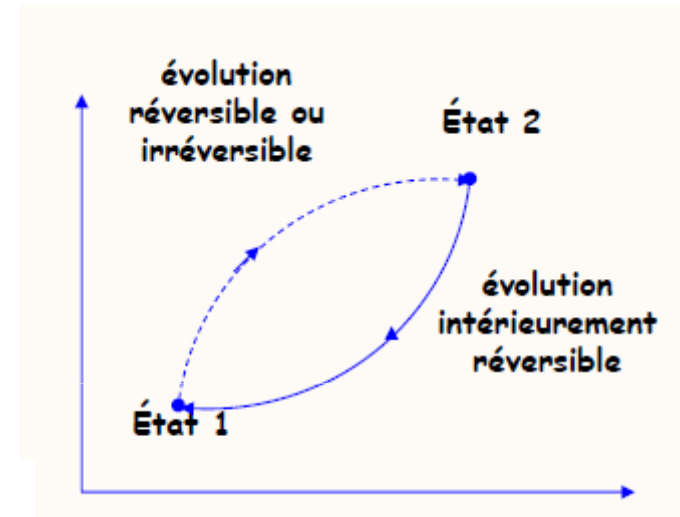 évolution
réversible ou
irréversible
État 2
évolution
intérieurement
réversible
État 1